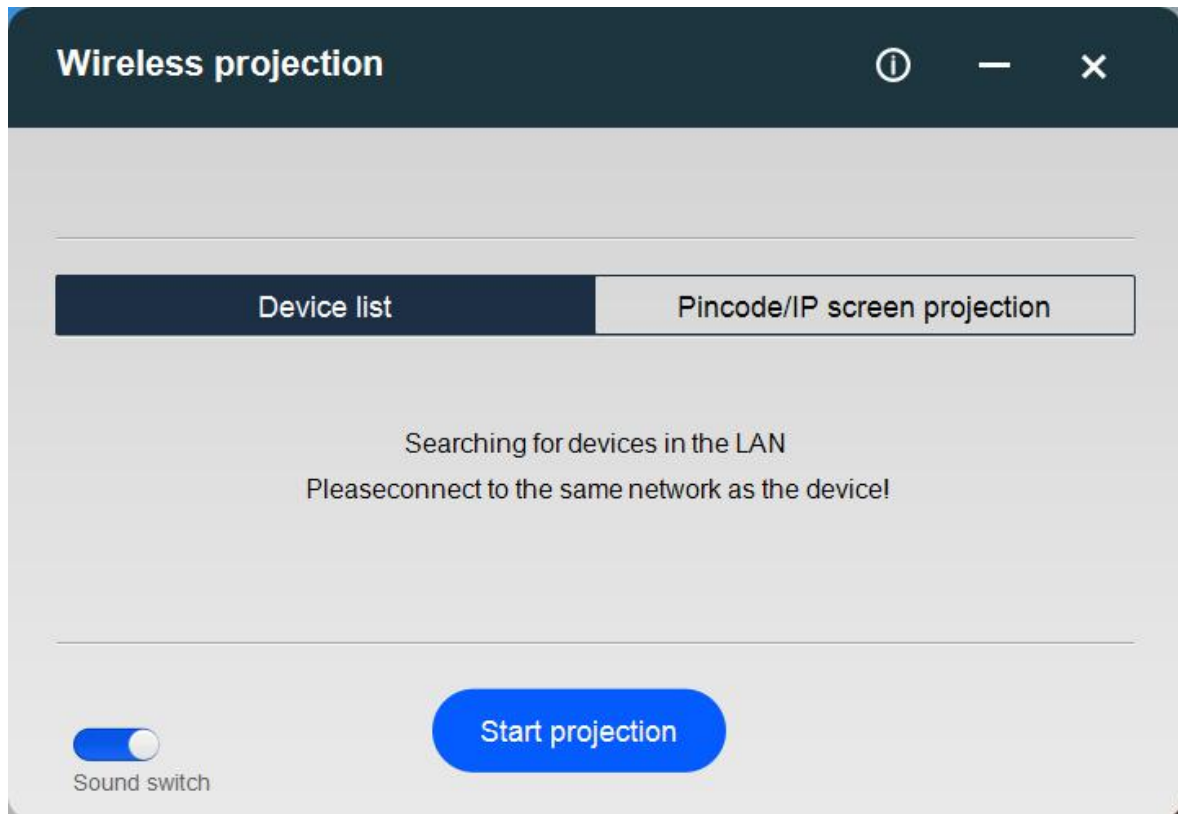 Wireless projection
Device list
Pincode/IP screen projection
Searching for devices in the LAN
Pleaseconnect to the same network as the device!
Start projection
Sound switch